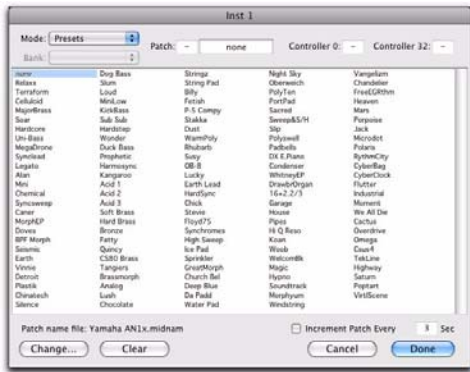 Inst 1
Mode: Presets
Bank:
Patch: - none
Controller 0: -
Controller 32: -
none Dog Bass Stringz Night Sky Vangelizm
Relaxx Slum String Pad Oberweich Chandelier
Terraform Loud Billy PolyTen FreeEGRthm
Celluloid MiniLow Fetish PortPad Heaven
MajorBrass KickBass P-5 Compy Sacred Mars
Soar Sub Sub Stakka Sweep&S/H Porpoise
Hardcore Hardstep Dust Slip Jack
Uni-Bass Wonder WarmPoly Polyswell Microdot
MegaDrone Duck Bass Rhubarb Padbells Polaris
Synclead Prophetic Susy DX E.Piano RythmCity
Legato Harmosync OB-8 Condenser CyberBag
Alan Kangaroo Lucky WhitneyEP CyberClock
Mini Acid 1 Earth Lead DrawbrOrgan Flutter
Chemical Acid 2 HardSync 16+2.2/3 Industrial
Syncsweep Acid 3 Chick Garage Moment
Caner Soft Brass Stevie House We All Die
MorphEP Hard Brass Floyd75 Pipes Cactus
Doves Bronze Synchromes Hi Q Reso Overdrive
BPF Morph Fatty High Sweep Koan Omega
Seismic Quincy Ice Pad Woob Caus4
Earth CS80 Brass Sprinkler WelcomBk TekLine
Vinnie Tangiers GreatMorph Magic Highway
Detroit Brassmorph Church Bel Hypno Saturn
Plastik Analog Deep Blue Soundtrack Poptart
Chinatech Lush Da Padd Morphyum VirtlScene
Silence Chocolate Water Pad Windstring
Patch name file: Yamaha AN1x.midnam
Increment Patch Every 3 Sec
Change... Clear Cancel Done